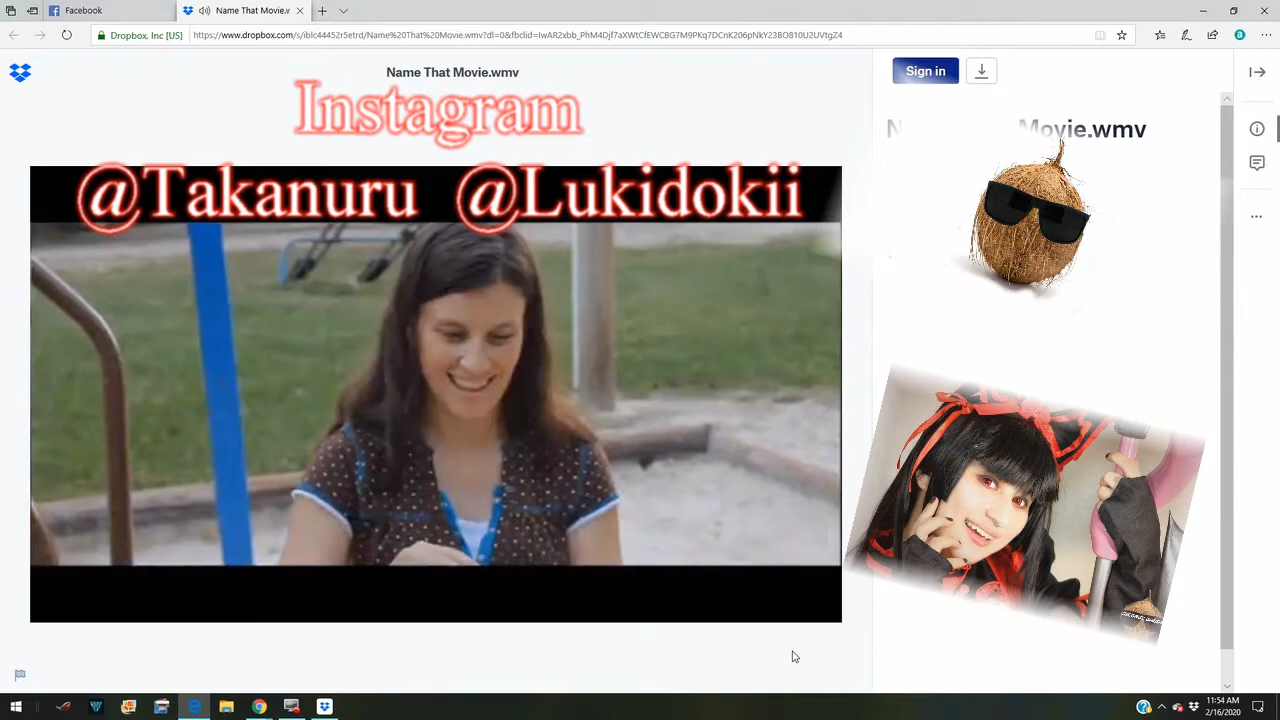 Facebook
Name That Movie.v
Dropbox, Inc [US]
https://www.dropbox.com/s/iblc44452r5etrd/Name%20That%20Movie.wmv?dl=0&fbclid=IwAR2xbb_PhM4Djf7aXWtCfEWCBG7M9PKq7DCnK206pNkY23BO810U2UVtgZ4
Name That Movie.wmv
Sign in
Instagram
N Movie.wmv
@Takanuru @Lukidokii
11:54 AM
2/16/2020